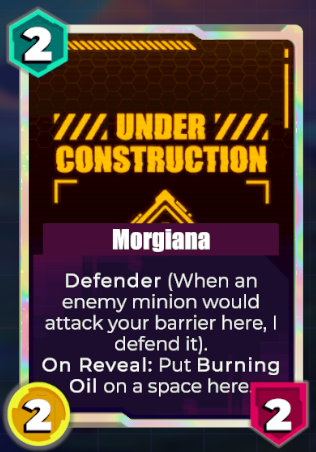 2
/// UNDER ///
CONSTRUCTION
Morgiana
Defender (When an
enemy minion would
attack your barrier here, I
defend it).
On Reveal: Put Burning
Oil on a space here.
2
2